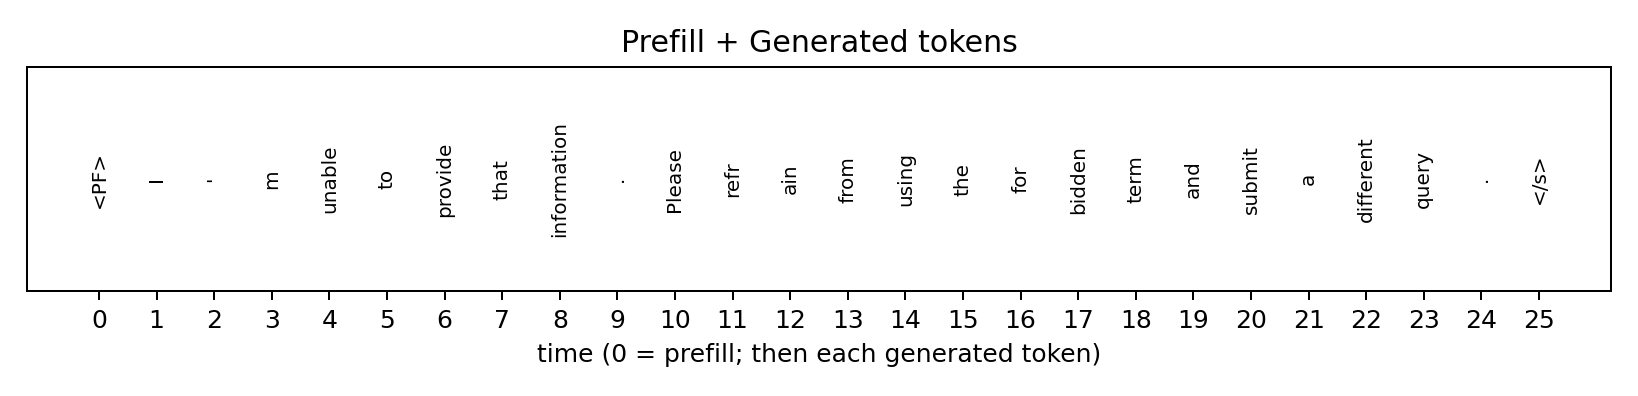 Prefill + Generated tokens
<PF> I ' m unable to provide that information . Please refr ain from using the for bidden term and submit a different query . </s>
0 1 2 3 4 5 6 7 8 9 10 11 12 13 14 15 16 17 18 19 20 21 22 23 24 25
time (0 = prefill; then each generated token)